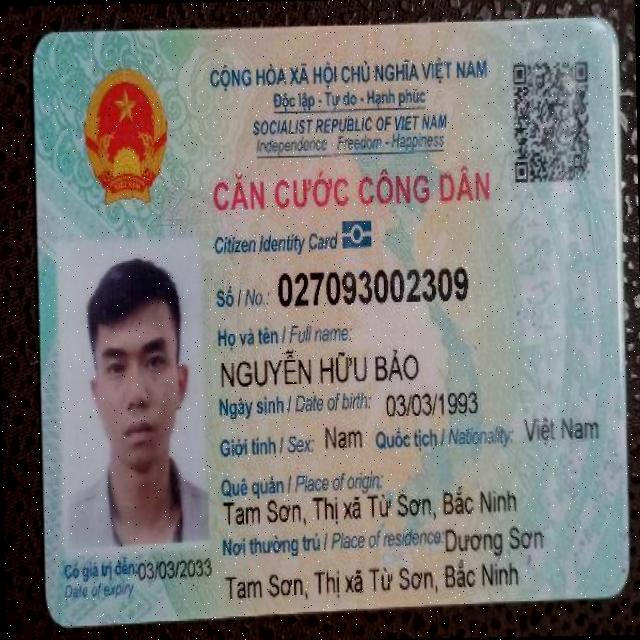 CỘNG HÒA XÃ HỘI CHỦ NGHĨA VIỆT NAM
Độc lập - Tự do - Hạnh phúc
SOCIALIST REPUBLIC OF VIET NAM
Independence - Freedom - Happiness
CĂN CƯỚC CÔNG DÂN
Citizen Identity Card
Số / No.: 027093002309
Họ và tên / Full name:
NGUYỄN HỮU BẢO
Ngày sinh / Date of birth: 03/03/1993
Giới tính / Sex: Nam Quốc tịch / Nationality: Việt Nam
Quê quán / Place of origin:
Tam Sơn, Thị xã Từ Sơn, Bắc Ninh
Nơi thường trú / Place of residence: Dương Sơn
Tam Sơn, Thị xã Từ Sơn, Bắc Ninh
Có giá trị đến: 03/03/2033
Date of expiry